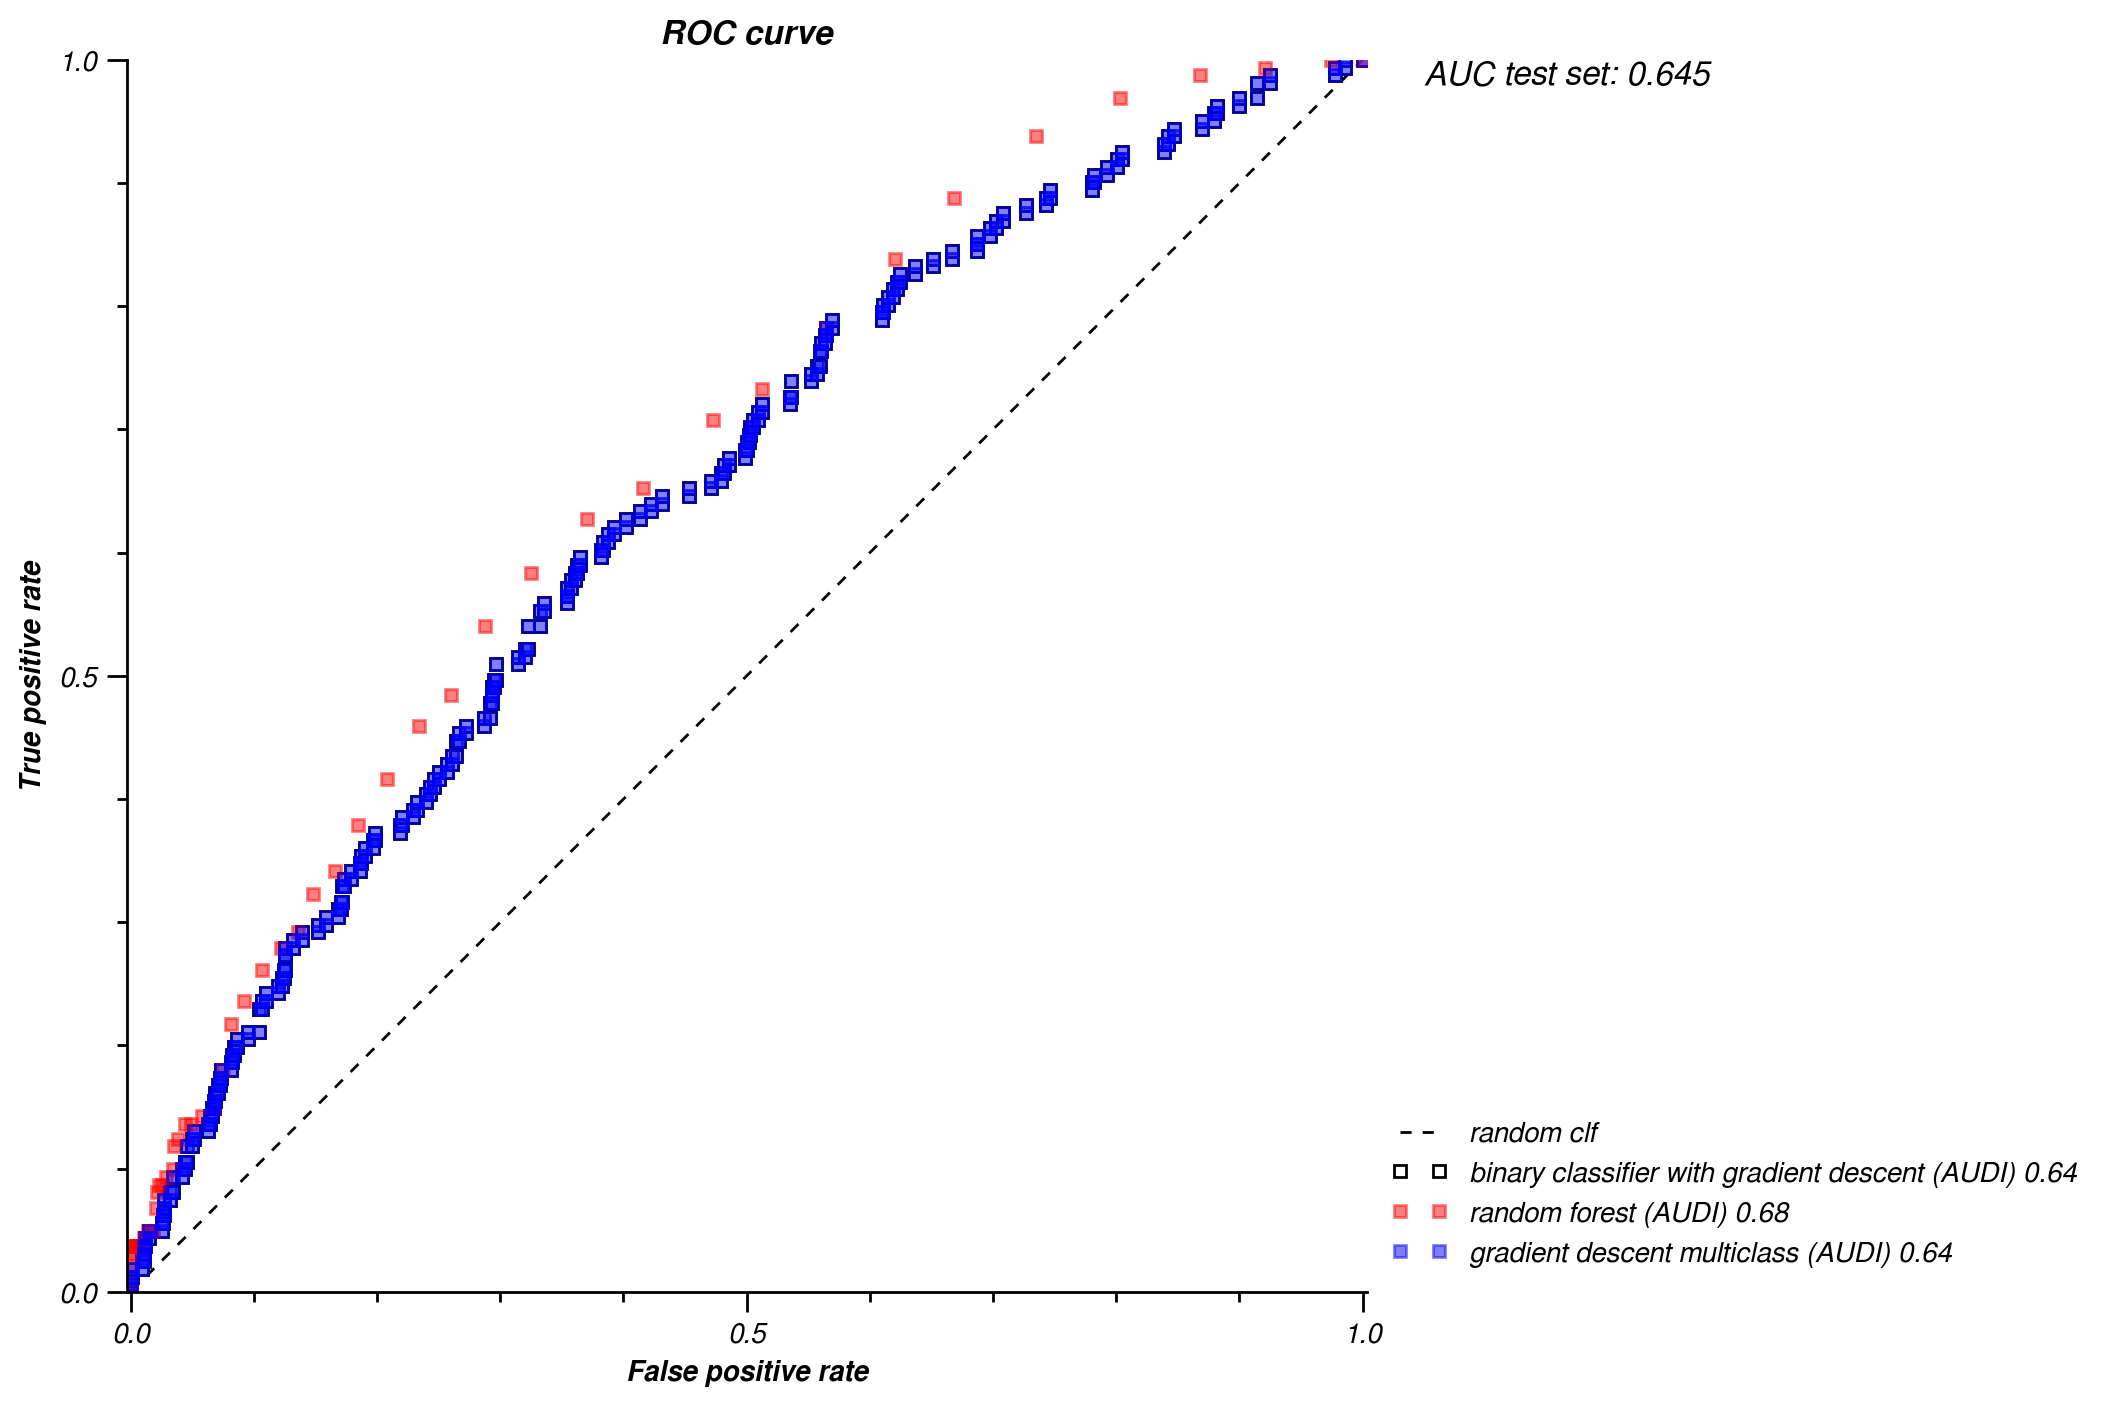 ROC curve
AUC test set: 0.645
1.0
0.5
0.0
True positive rate
0.0
0.5
1.0
False positive rate
random clf
binary classifier with gradient descent (AUDI) 0.64
random forest (AUDI) 0.68
gradient descent multiclass (AUDI) 0.64